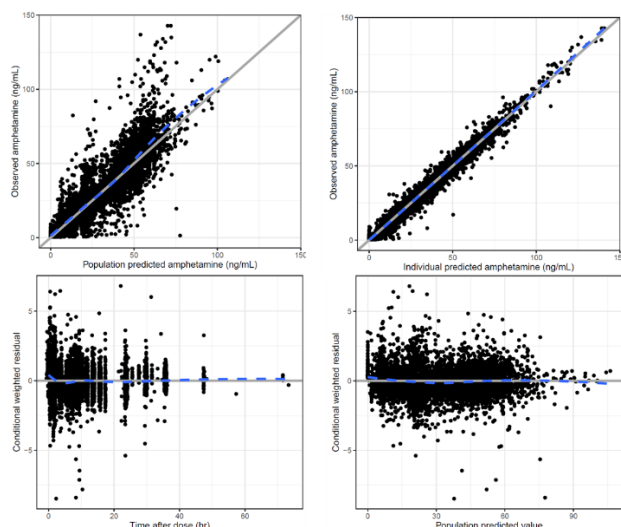 150
100
50
0
Observed amphetamine (ng/mL)
0 50 100 150
Population predicted amphetamine (ng/mL)
150
100
50
0
Observed amphetamine (ng/mL)
0 50 100 150
Individual predicted amphetamine (ng/mL)
5
0
−5
Conditional weighted residual
0 20 40 60
Time after dose (hr)
5
0
−5
Conditional weighted residual
0 30 60 90
Population predicted value